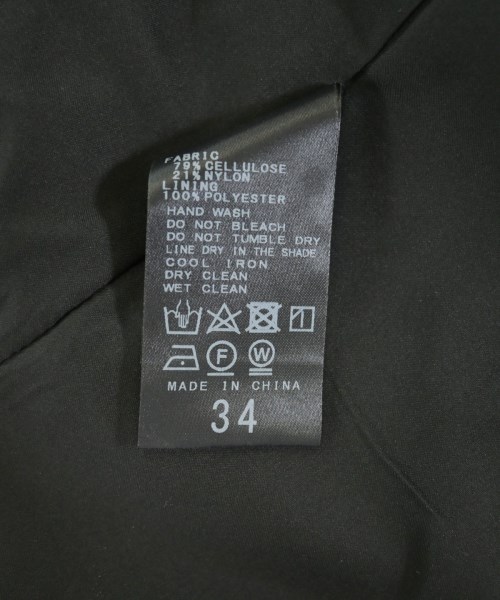 FABRIC
79% CELLULOSE
21% NYLON
LINING
100% POLYESTER
HAND WASH
DO NOT BLEACH
DO NOT TUMBLE DRY
LINE DRY IN THE SHADE
COOL IRON
DRY CLEAN
WET CLEAN
F W
MADE IN CHINA
34